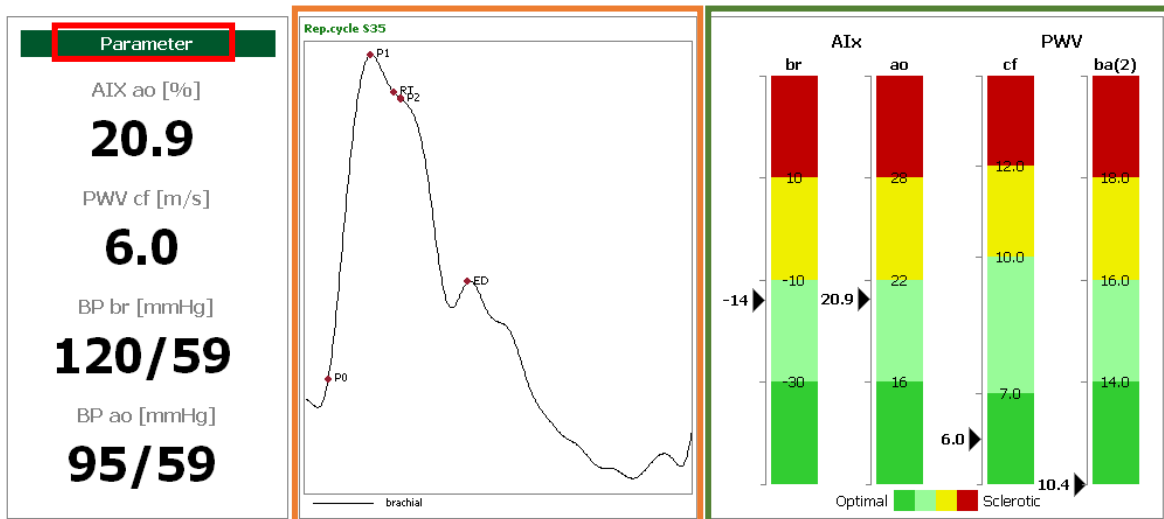 Parameter
AIX ao [%]
20.9
PWV cf [m/s]
6.0
BP br [mmHg]
120/59
BP ao [mmHg]
95/59
Rep.cycle S35
P1
RT
P2
ED
P0
brachial
AIx PWV
br ao cf ba(2)
12.0
10 28 18.0
10.0
-10 22 16.0
-14 20.9
-30 16 14.0
7.0
6.0
10.4
Optimal Sclerotic